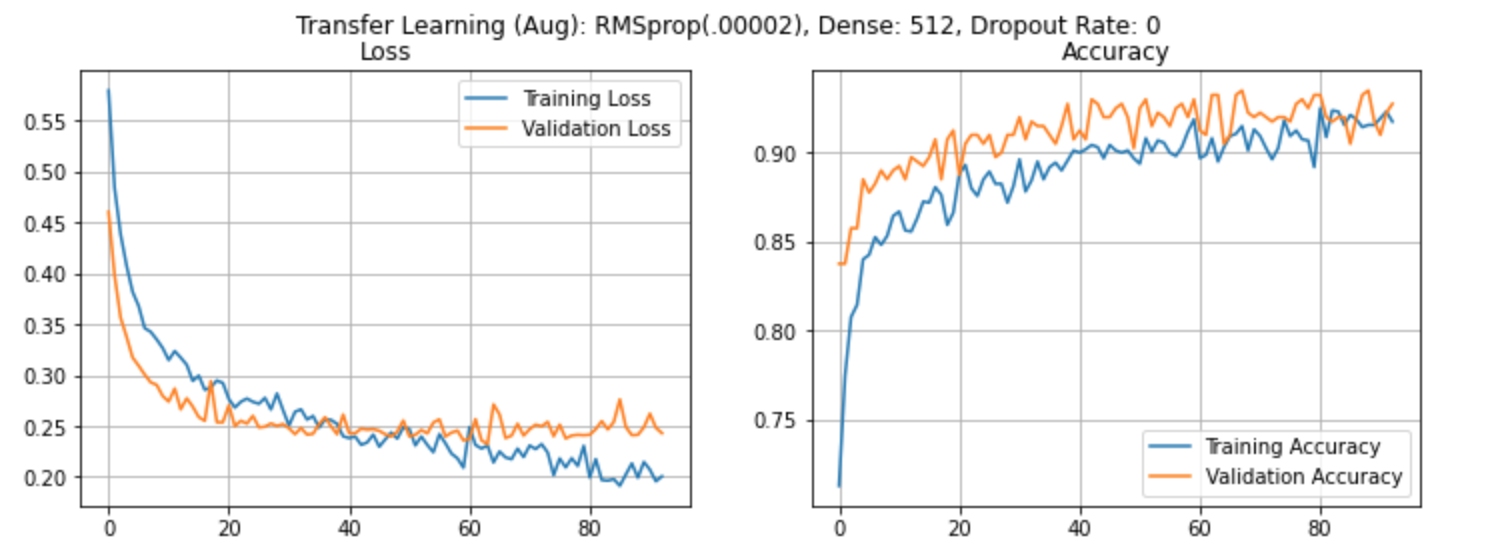 Transfer Learning (Aug): RMSprop(.00002), Dense: 512, Dropout Rate: 0
Loss
Training Loss
Validation Loss
0.55
0.50
0.45
0.40
0.35
0.30
0.25
0.20
0 20 40 60 80
Accuracy
0.90
0.85
0.80
0.75
Training Accuracy
Validation Accuracy
0 20 40 60 80